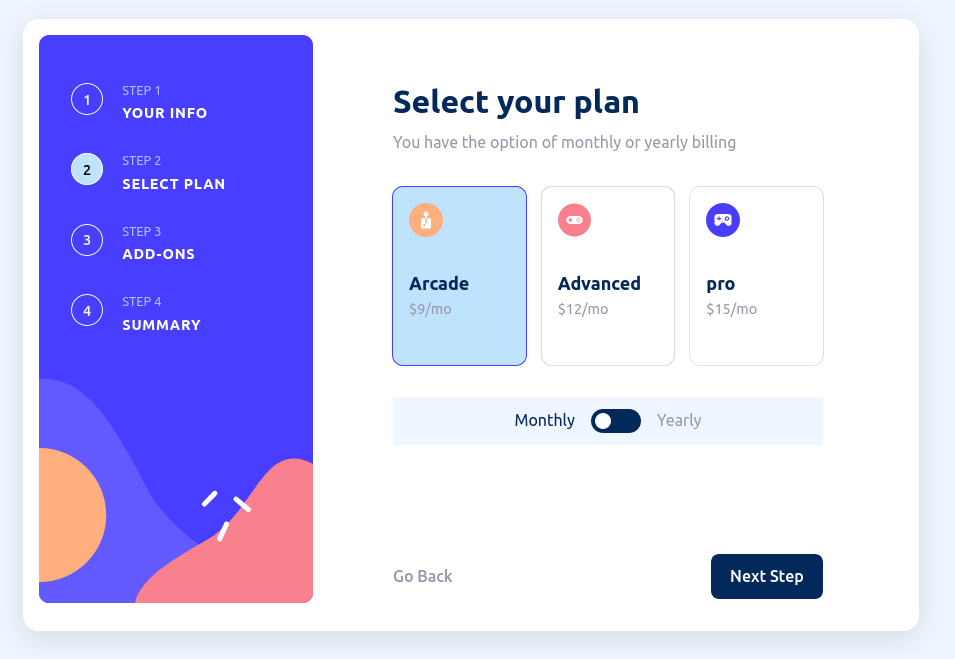 1
STEP 1
YOUR INFO
2
STEP 2
SELECT PLAN
3
STEP 3
ADD-ONS
4
STEP 4
SUMMARY
Select your plan
You have the option of monthly or yearly billing
Arcade
$9/mo
Advanced
$12/mo
pro
$15/mo
Monthly
Yearly
Go Back
Next Step